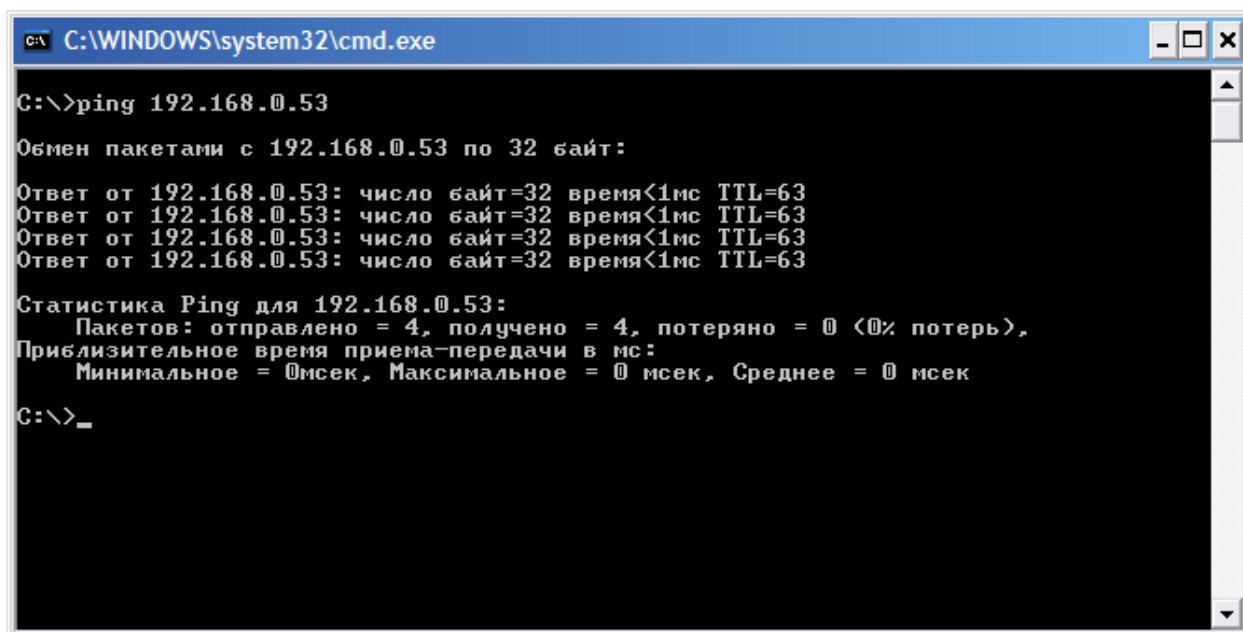 C:\WINDOWS\system32\cmd.exe
C:\>ping 192.168.0.53
Обмен пакетами с 192.168.0.53 по 32 байт:
Ответ от 192.168.0.53: число байт=32 время<1мс TTL=63
Ответ от 192.168.0.53: число байт=32 время<1мс TTL=63
Ответ от 192.168.0.53: число байт=32 время<1мс TTL=63
Ответ от 192.168.0.53: число байт=32 время<1мс TTL=63
Статистика Ping для 192.168.0.53:
Пакетов: отправлено = 4, получено = 4, потеряно = 0 (0% потерь),
Приблизительное время приема-передачи в мс:
Минимальное = 0мсек, Максимальное = 0 мсек, Среднее = 0 мсек
C:\>_